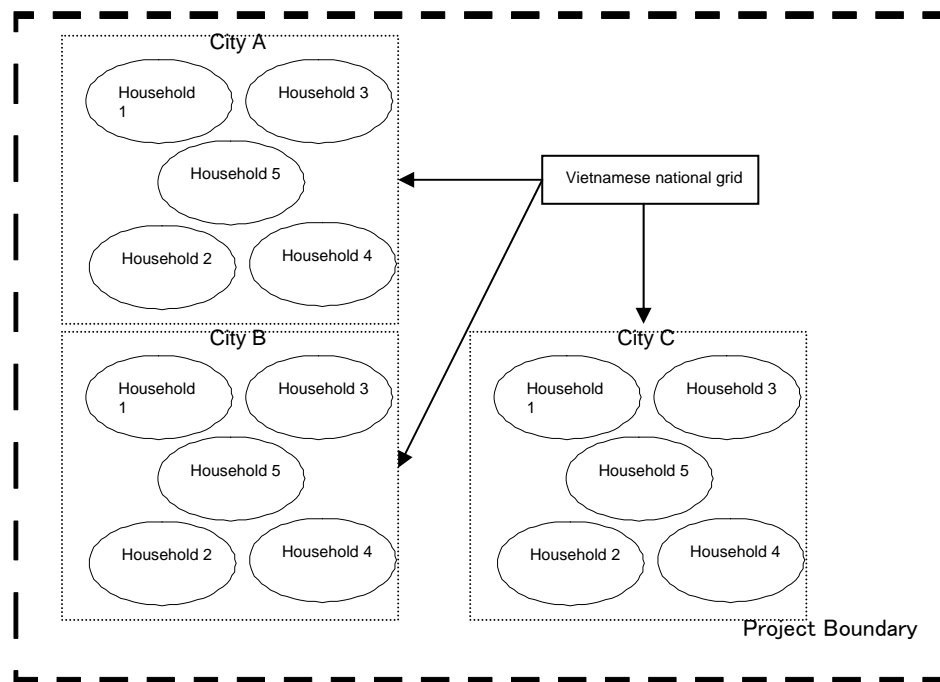 City A
Household
1
Household 3
Household 5
Household 2
Household 4
Vietnamese national grid
City B
Household
1
Household 3
Household 5
Household 2
Household 4
City C
Household
1
Household 3
Household 5
Household 2
Household 4
Project Boundary